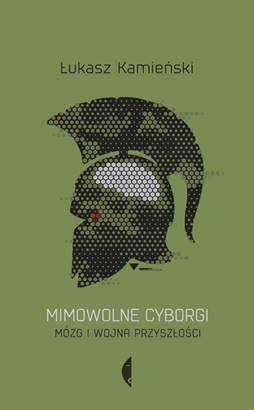 Łukasz Kamieński
MIMOWOLNE CYBORGI
MÓZG I WOJNA PRZYSZŁOŚCI